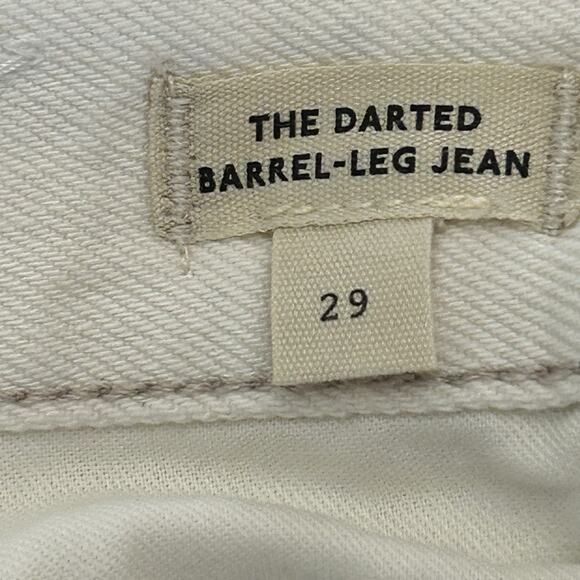 THE DARTED
BARREL-LEG JEAN
29